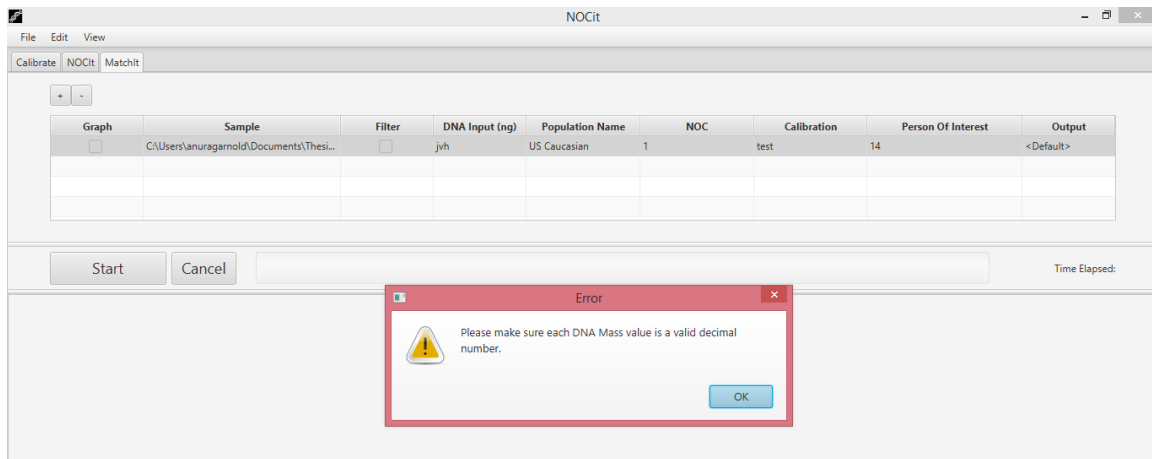 NOCit
File Edit View
Calibrate NOCIt MatchIt
+ -
Graph Sample Filter DNA Input (ng) Population Name NOC Calibration Person Of Interest Output
C:\Users\anuragarnold\Documents\Thesi... jvh US Caucasian 1 test 14 <Default>
Start Cancel Time Elapsed:
Error
Please make sure each DNA Mass value is a valid decimal
number.
OK